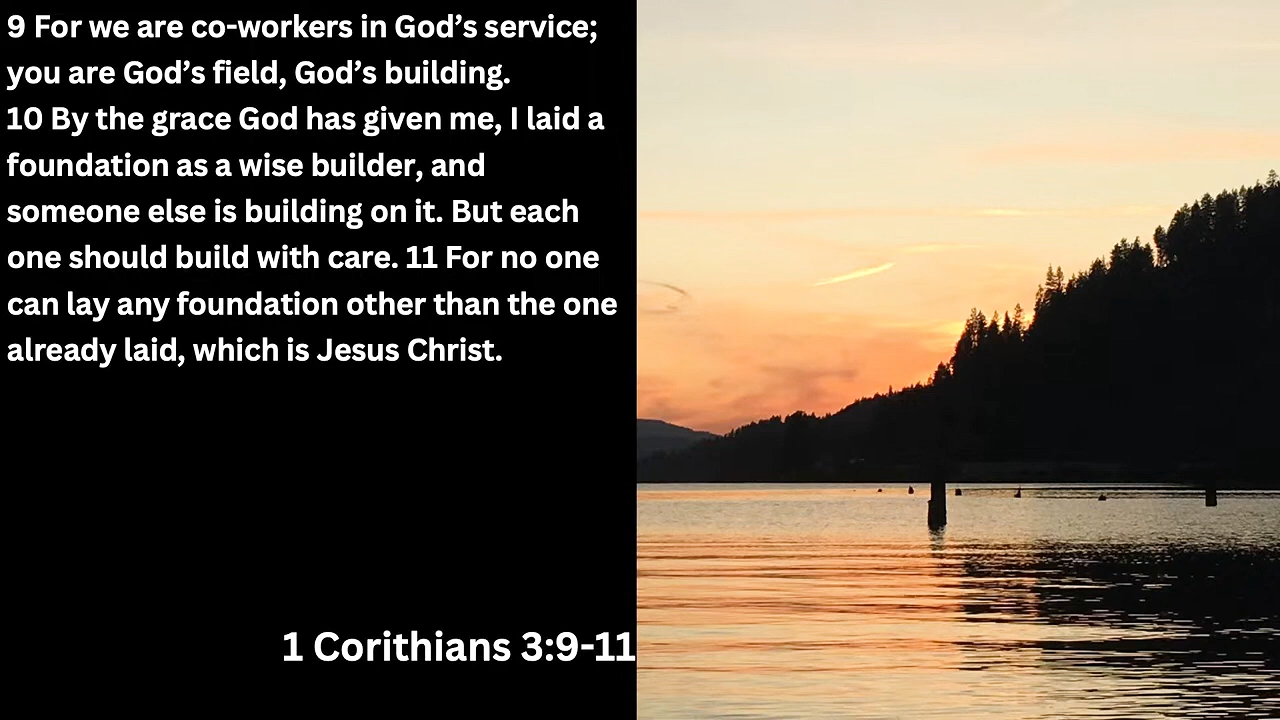 9 For we are co-workers in God’s service;
you are God’s field, God’s building.
10 By the grace God has given me, I laid a
foundation as a wise builder, and
someone else is building on it. But each
one should build with care. 11 For no one
can lay any foundation other than the one
already laid, which is Jesus Christ.
1 Corithians 3:9-11